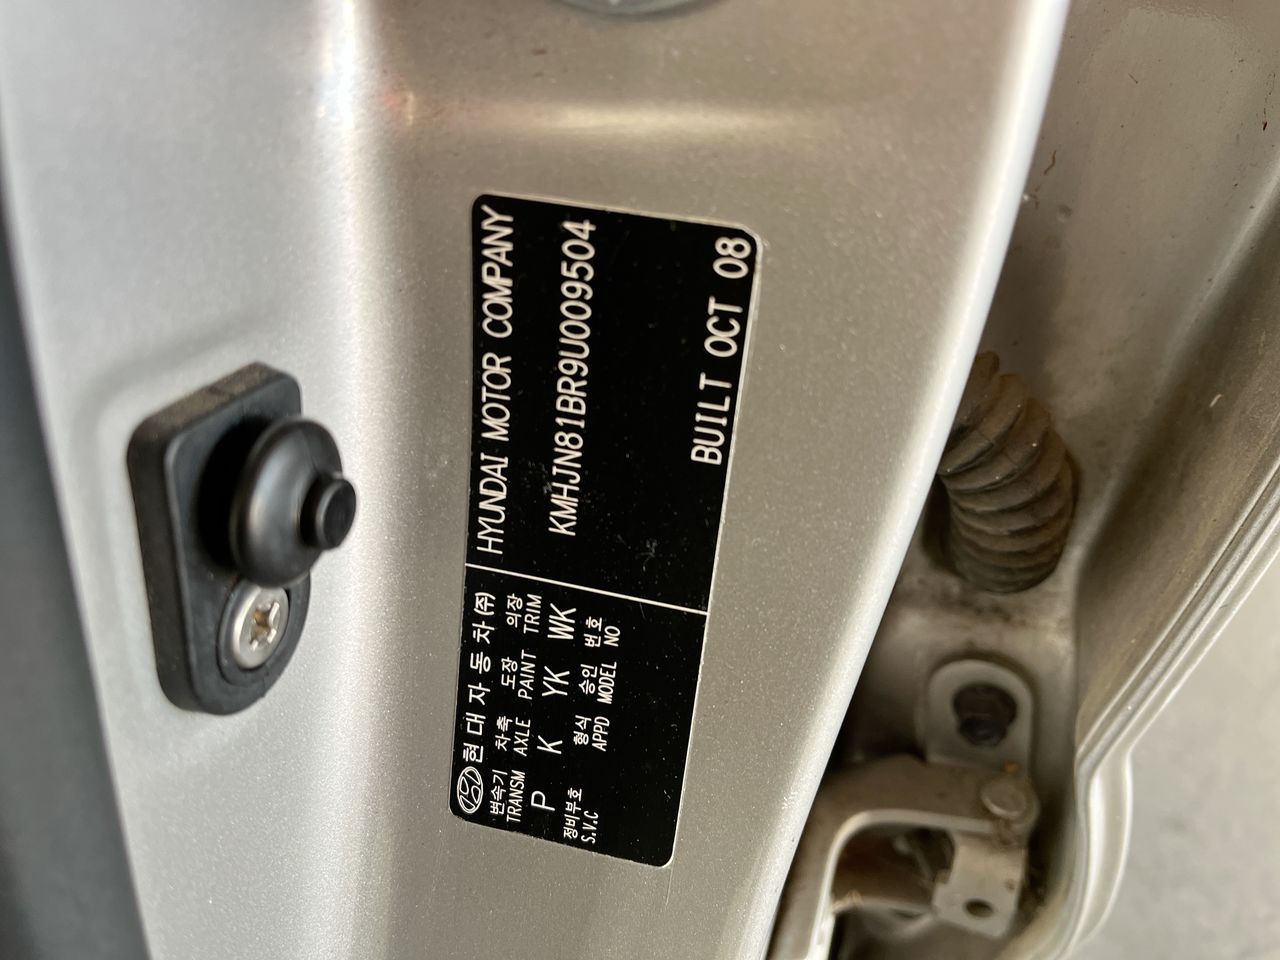 HYUNDAI MOTOR COMPANY
KMHJN81BR9U009504
BUILT OCT 08
현대자동차(주)
변속기 차축 도장 의장
TRANSM AXLE PAINT TRIM
P K YK WK
정비부호 형식 승인 번호
S.V.C APPD MODEL NO